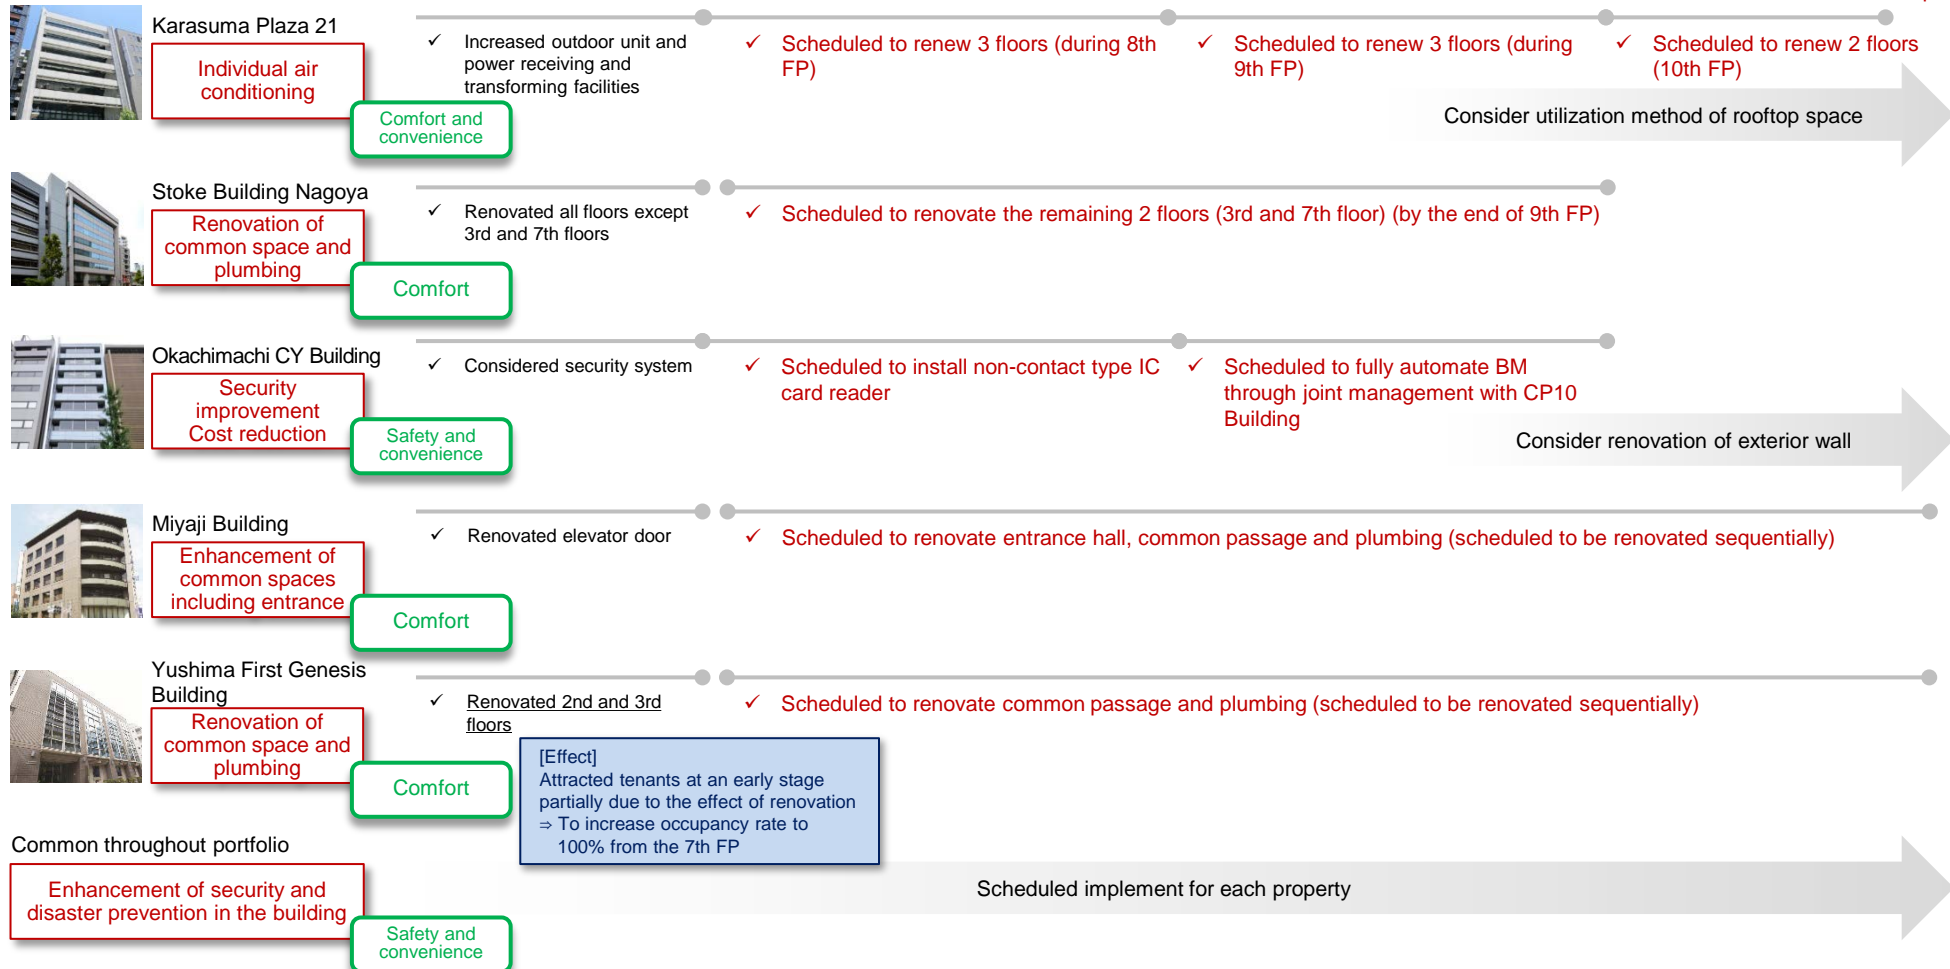 Karasuma Plaza 21
Individual air
conditioning
Comfort and
convenience
✓ Increased outdoor unit and
power receiving and
transforming facilities
✓ Scheduled to renew 3 floors (during 8th
FP)
✓ Scheduled to renew 3 floors (during
9th FP)
✓ Scheduled to renew 2 floors
(10th FP)
Consider utilization method of rooftop space
Stoke Building Nagoya
Renovation of
common space and
plumbing
Comfort
✓ Renovated all floors except
3rd and 7th floors
✓ Scheduled to renovate the remaining 2 floors (3rd and 7th floor) (by the end of 9th FP)
Okachimachi CY Building
Security
improvement
Cost reduction
Safety and
convenience
✓ Considered security system
✓ Scheduled to install non-contact type IC
card reader
✓ Scheduled to fully automate BM
through joint management with CP10
Building
Consider renovation of exterior wall
Miyaji Building
Enhancement of
common spaces
including entrance
Comfort
✓ Renovated elevator door
✓ Scheduled to renovate entrance hall, common passage and plumbing (scheduled to be renovated sequentially)
Yushima First Genesis
Building
Renovation of
common space and
plumbing
Comfort
✓ Renovated 2nd and 3rd
floors
✓ Scheduled to renovate common passage and plumbing (scheduled to be renovated sequentially)
[Effect]
Attracted tenants at an early stage
partially due to the effect of renovation
⇒ To increase occupancy rate to
100% from the 7th FP
Common throughout portfolio
Enhancement of security and
disaster prevention in the building
Safety and
convenience
Scheduled implement for each property